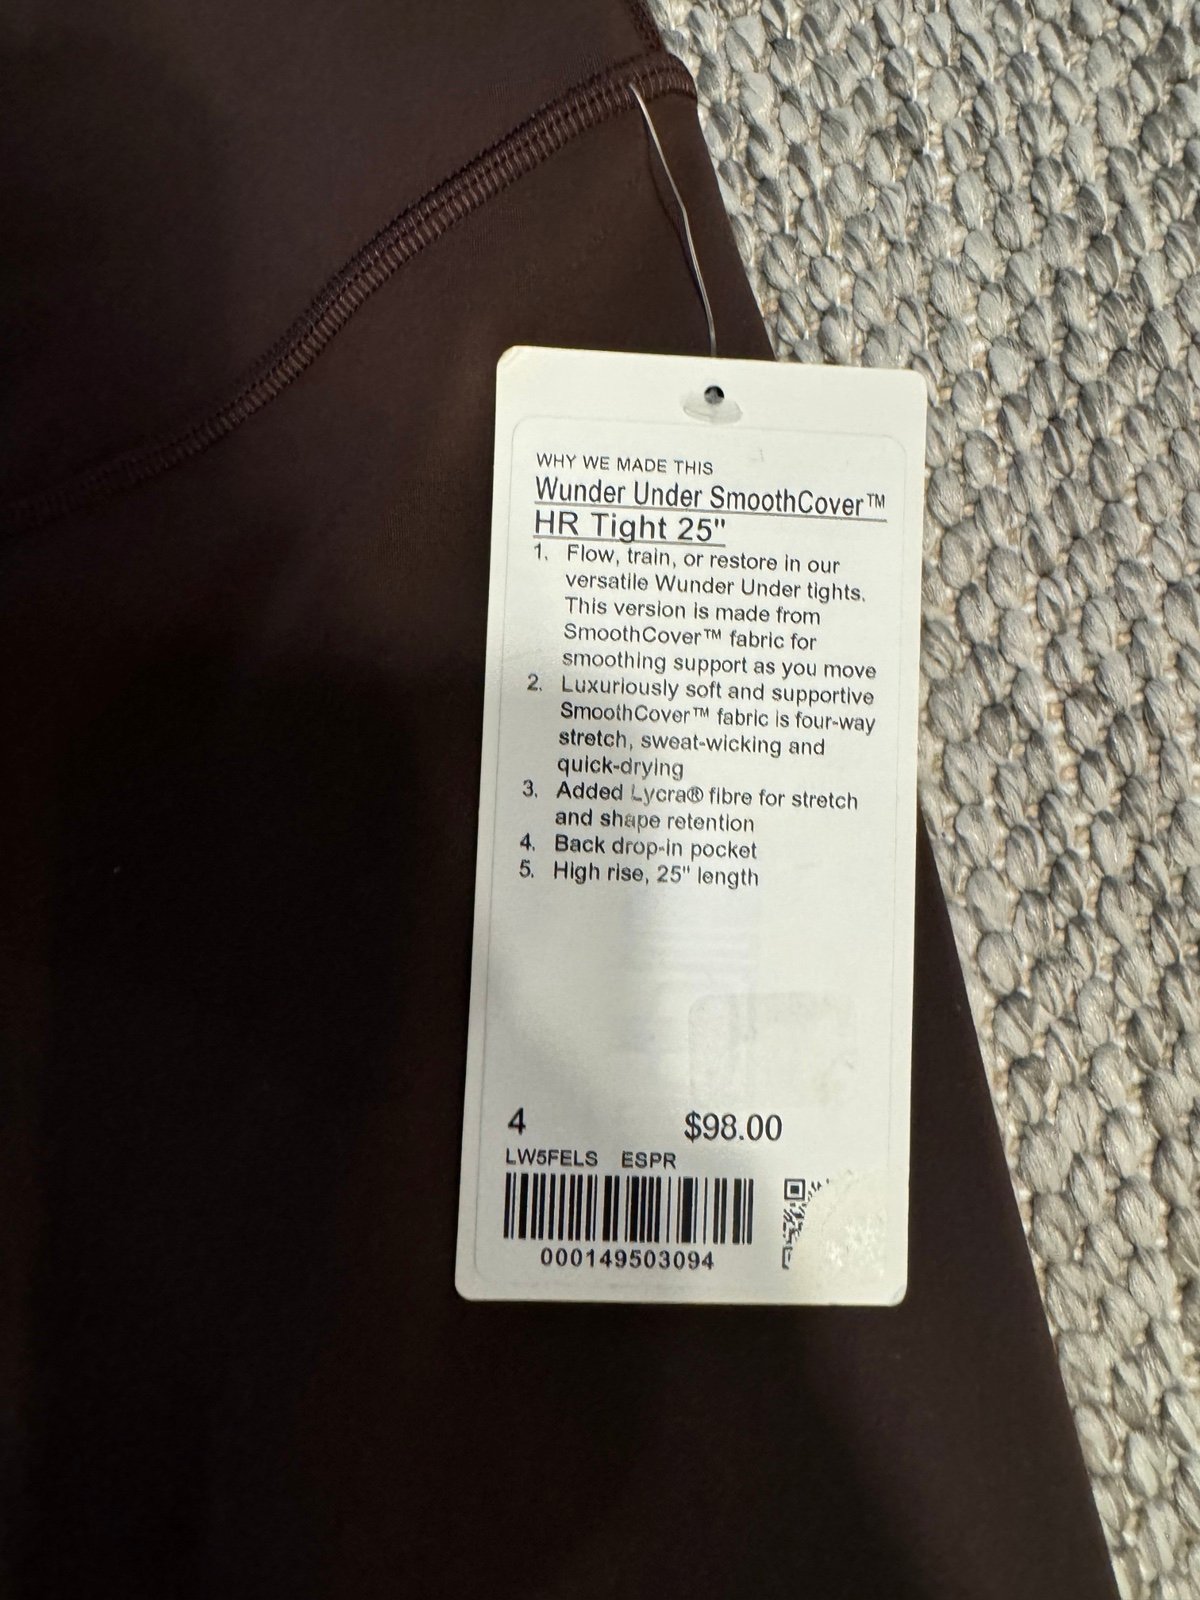 WHY WE MADE THIS
Wunder Under SmoothCover™
HR Tight 25"
1. Flow, train, or restore in our
versatile Wunder Under tights.
This version is made from
SmoothCover™ fabric for
smoothing support as you move
2. Luxuriously soft and supportive
SmoothCover™ fabric is four-way
stretch, sweat-wicking and
quick-drying
3. Added Lycra® fibre for stretch
and shape retention
4. Back drop-in pocket
5. High rise, 25" length
4 $98.00
LW5FELS ESPR
000149503094